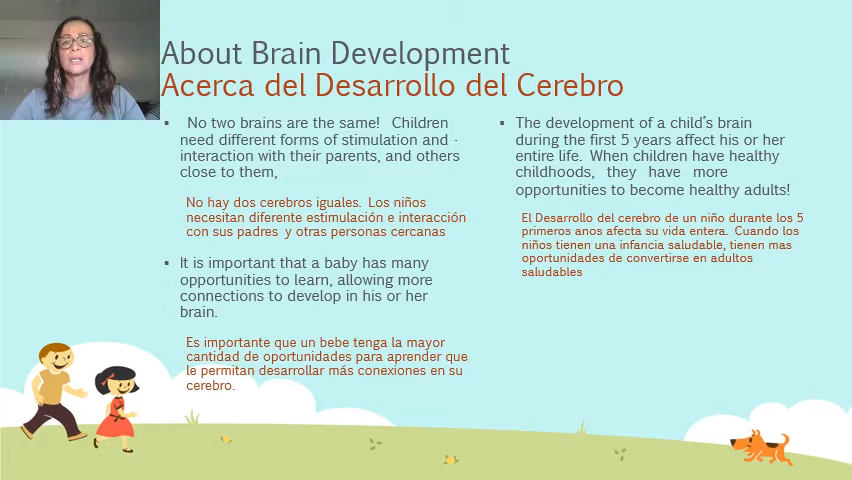 About Brain Development
Acerca del Desarrollo del Cerebro
▪ No two brains are the same! Children
need different forms of stimulation and -
interaction with their parents, and others
close to them,
No hay dos cerebros iguales. Los niños
necesitan diferente estimulación e interacción
con sus padres y otras personas cercanas
▪ It is important that a baby has many
opportunities to learn, allowing more
connections to develop in his or her
brain.
Es importante que un bebe tenga la mayor
cantidad de oportunidades para aprender que
le permitan desarrollar más conexiones en su
cerebro.
▪ The development of a child's brain
during the first 5 years affect his or her
entire life. When children have healthy
childhoods, they have more
opportunities to become healthy adults!
El Desarrollo del cerebro de un niño durante los 5
primeros anos afecta su vida entera. Cuando los
niños tienen una infancia saludable, tienen mas
oportunidades de convertirse en adultos
saludables